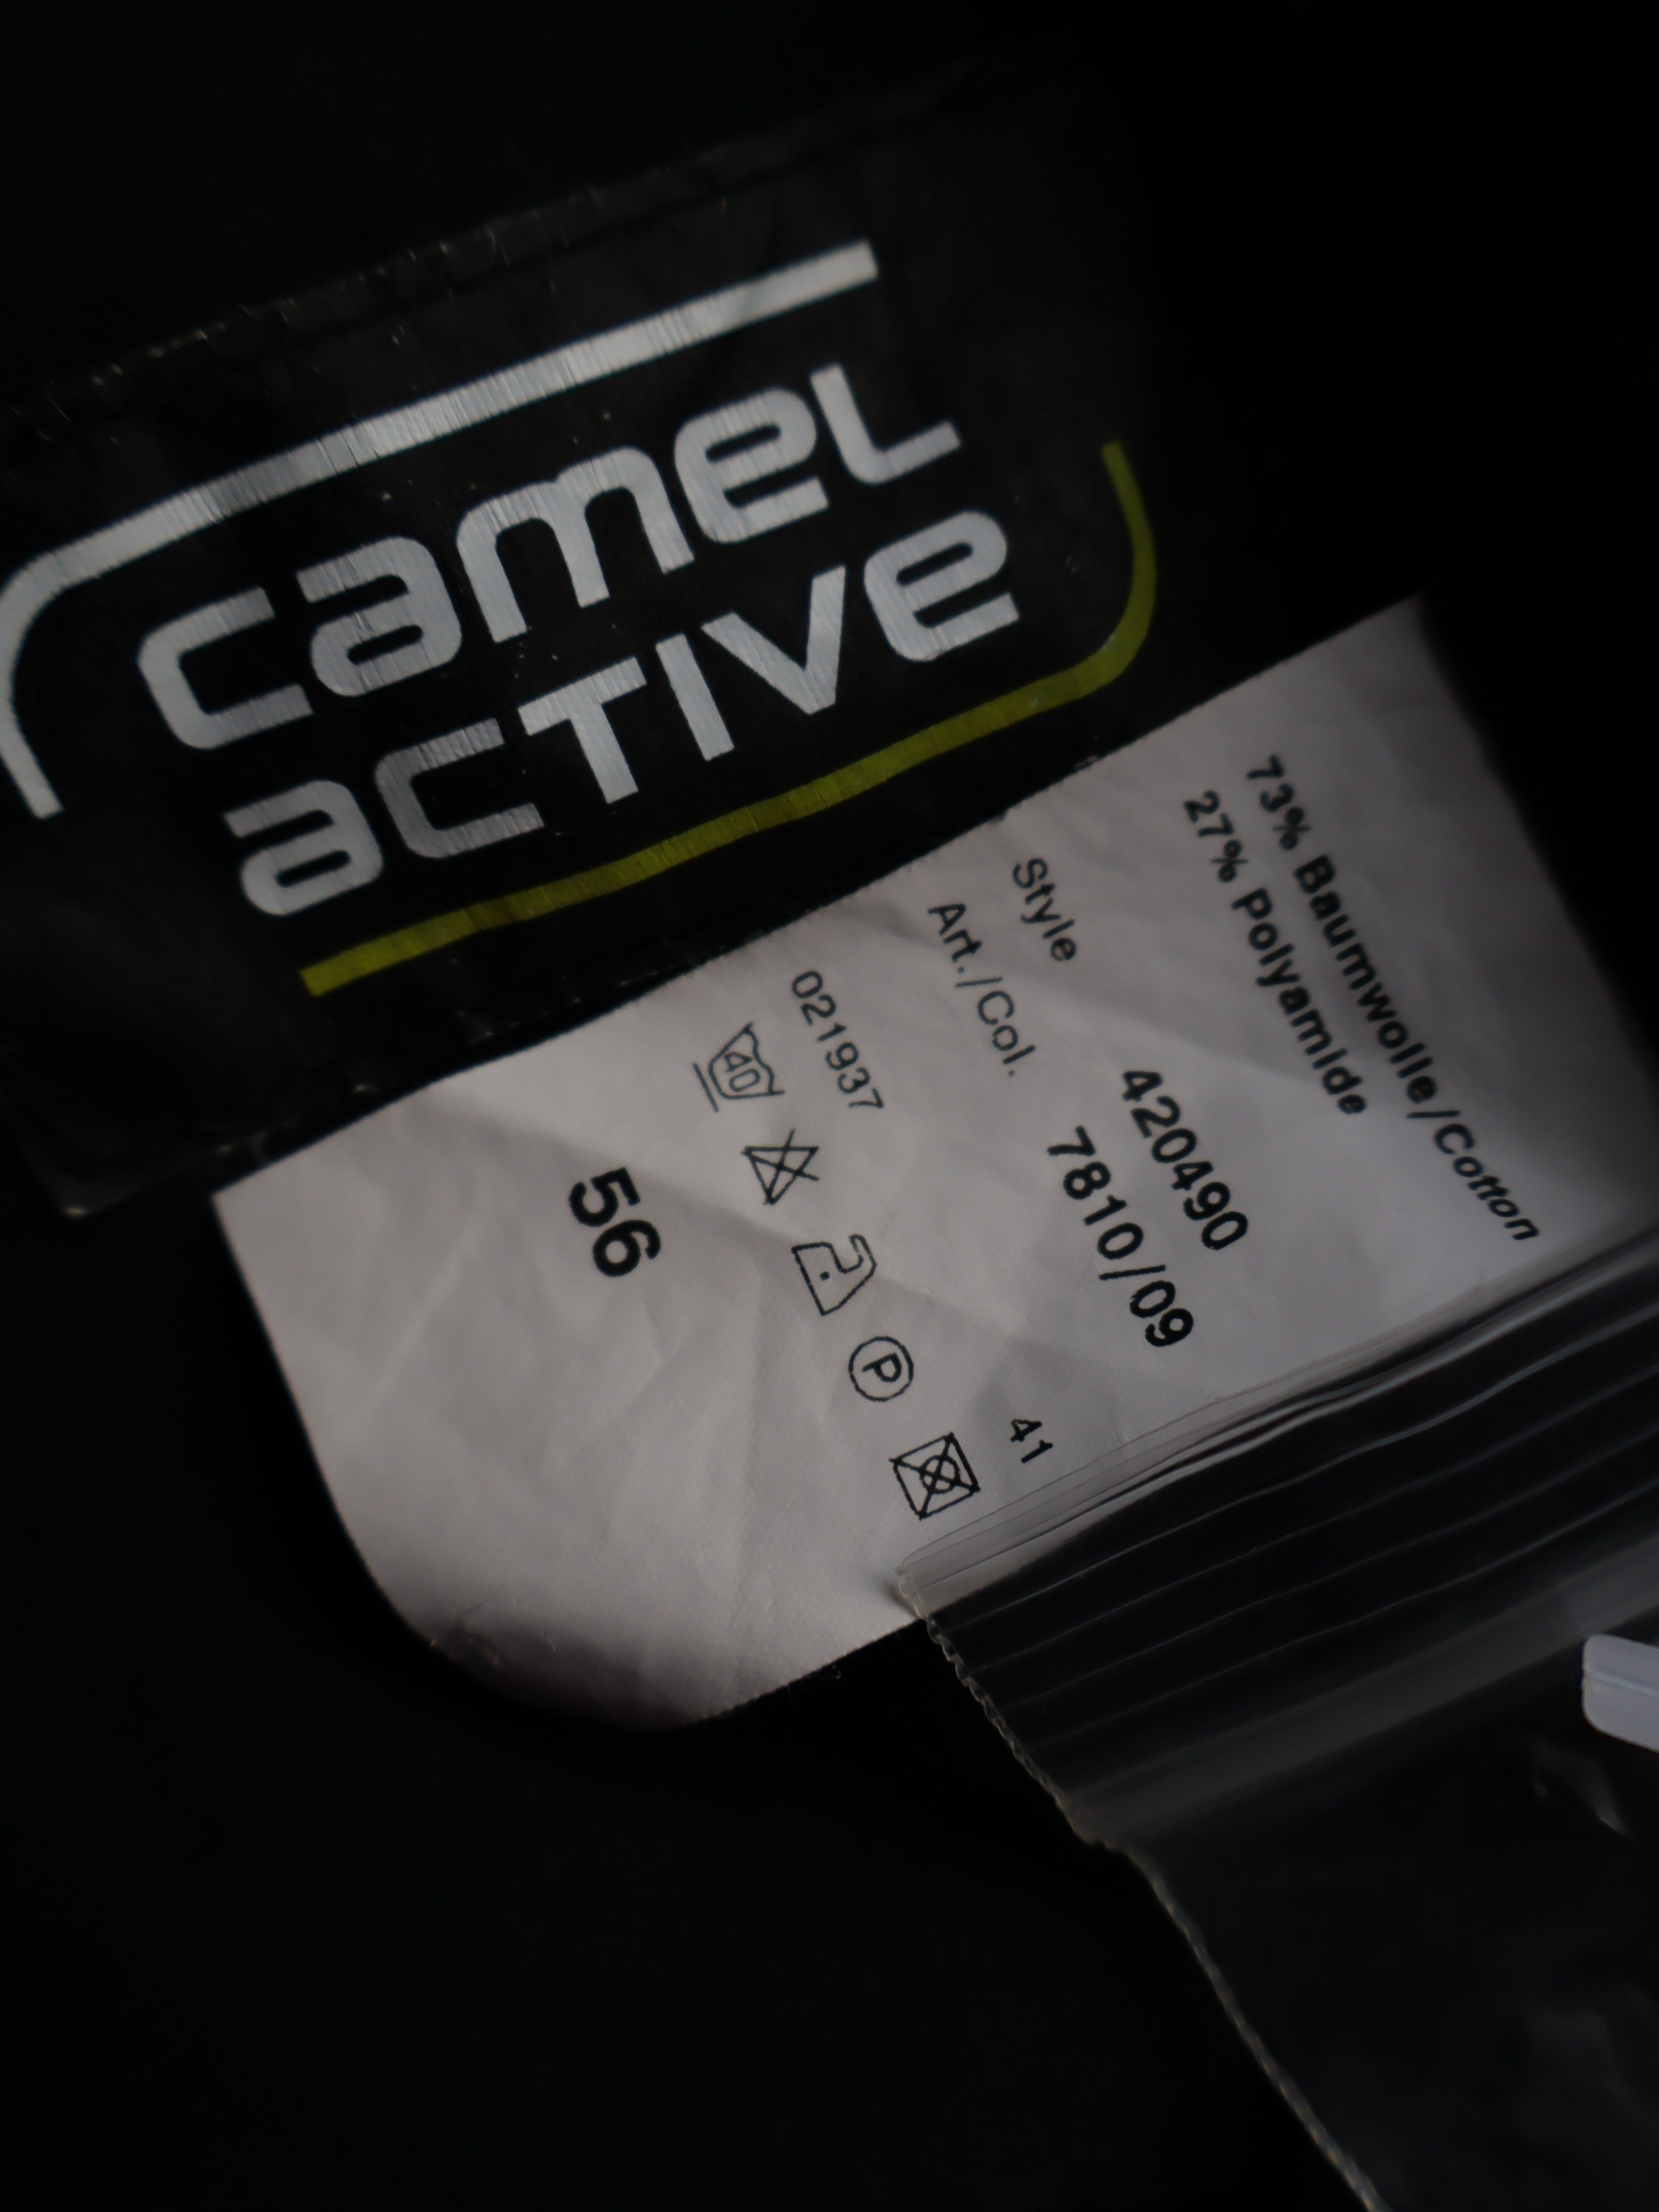 camel
active
73% Baumwolle/Cotton
27% Polyamide
Style 420490
Art./Col. 7810/09
021937 41
40 P
56